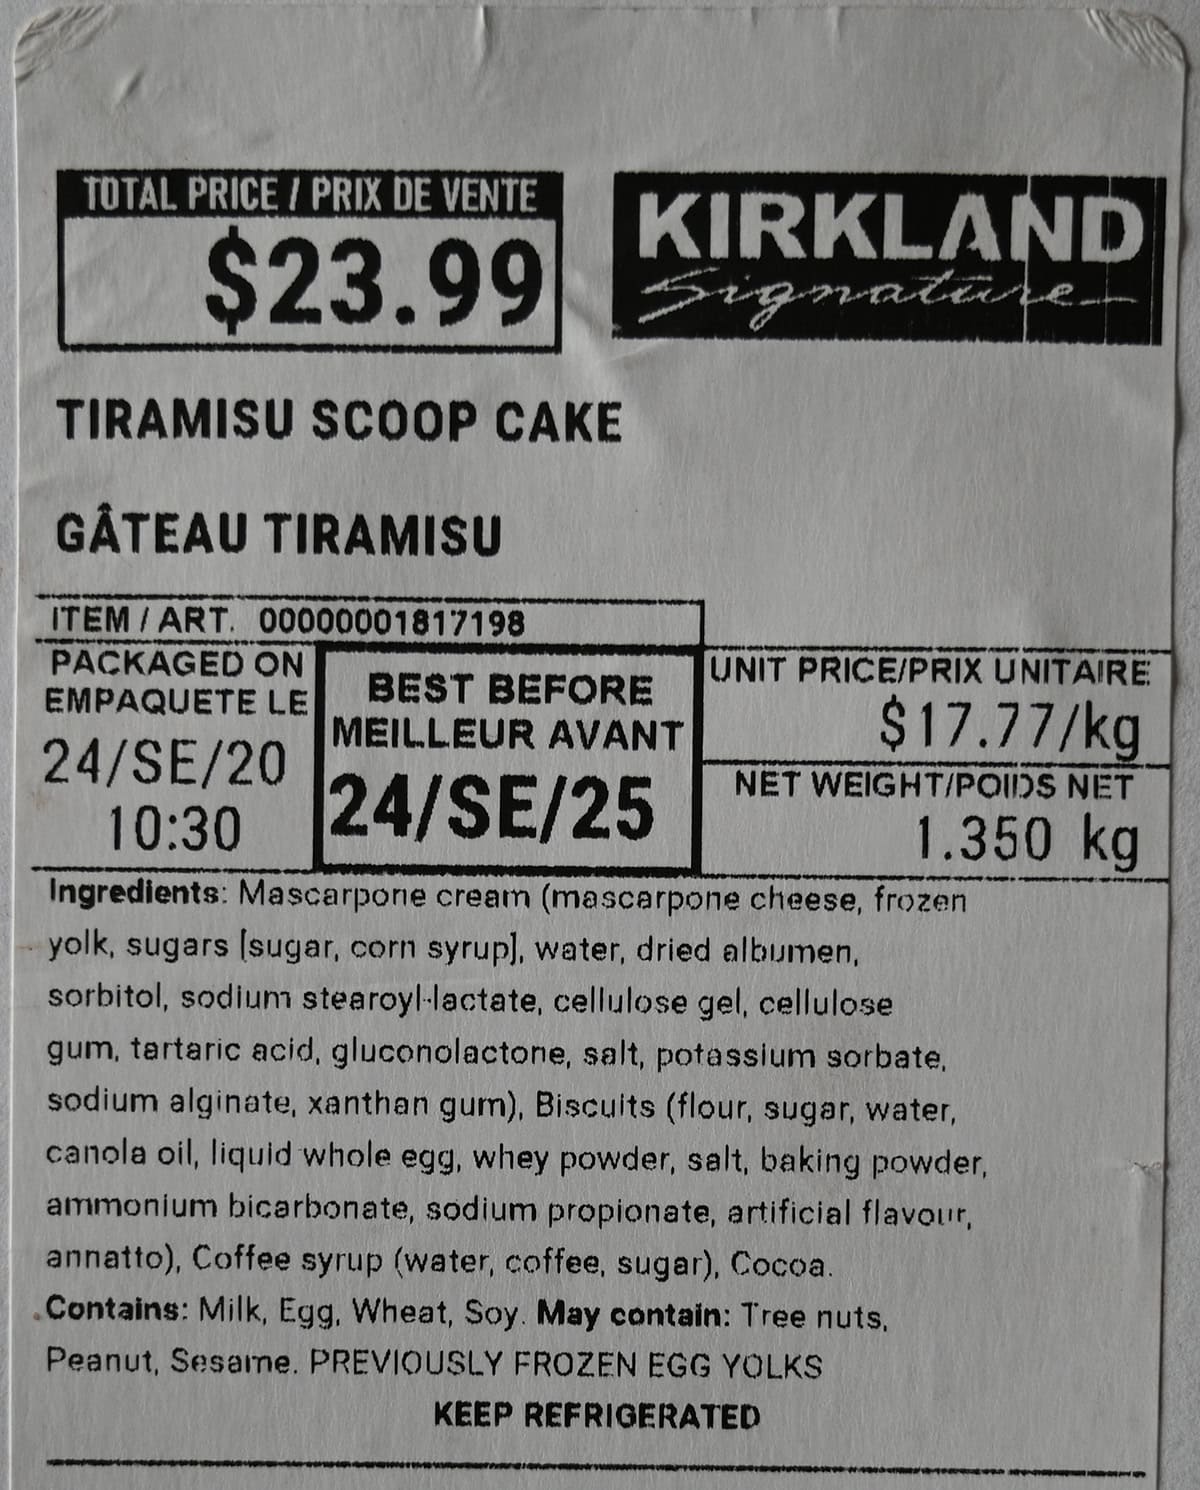 TOTAL PRICE / PRIX DE VENTE
$23.99
KIRKLAND
Signature
TIRAMISU SCOOP CAKE
GÂTEAU TIRAMISU
ITEM / ART. 00000001817198
PACKAGED ON
EMPAQUETE LE
24/SE/20
10:30
BEST BEFORE
MEILLEUR AVANT
24/SE/25
UNIT PRICE/PRIX UNITAIRE
$17.77/kg
NET WEIGHT/POIDS NET
1.350 kg
Ingredients: Mascarpone cream (mascarpone cheese, frozen
yolk, sugars [sugar, corn syrup], water, dried albumen,
sorbitol, sodium stearoyl-lactate, cellulose gel, cellulose
gum, tartaric acid, gluconolactone, salt, potassium sorbate,
sodium alginate, xanthan gum), Biscuits (flour, sugar, water,
canola oil, liquid whole egg, whey powder, salt, baking powder,
ammonium bicarbonate, sodium propionate, artificial flavour,
annatto), Coffee syrup (water, coffee, sugar), Cocoa.
Contains: Milk, Egg, Wheat, Soy. May contain: Tree nuts,
Peanut, Sesame. PREVIOUSLY FROZEN EGG YOLKS
KEEP REFRIGERATED